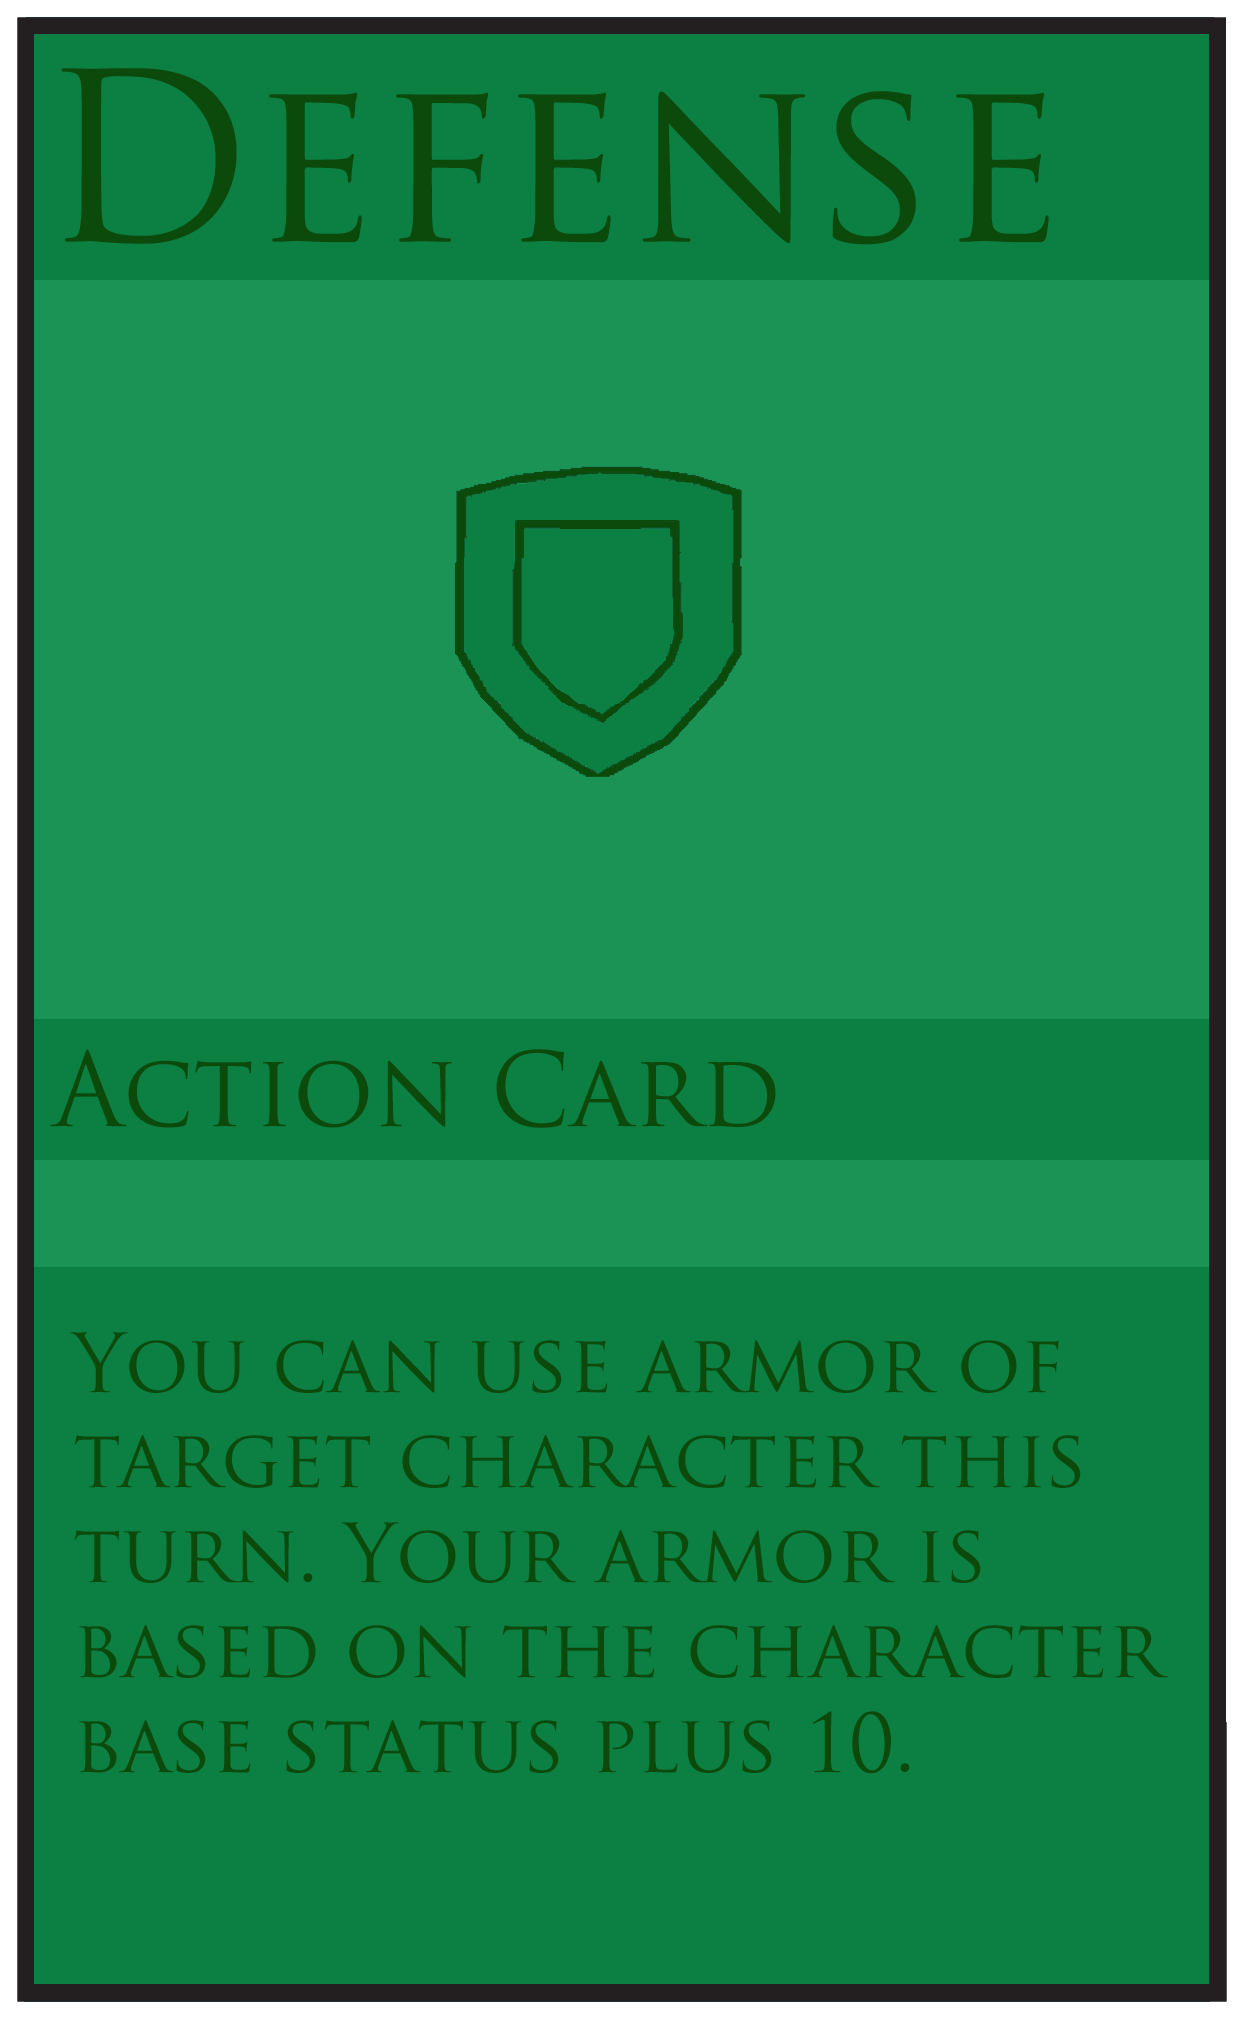 Defense
Action Card
You can use armor of
target character this
turn. Your armor is
based on the character
base status plus 10.